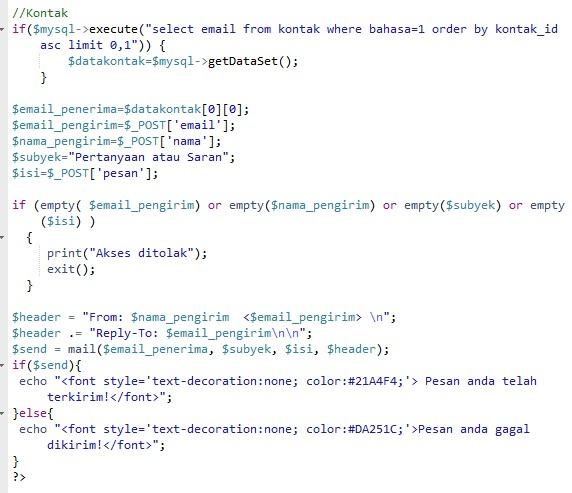 //Kontak
if($mysql->execute("select email from kontak where bahasa=1 order by kontak_id
asc limit 0,1")) {
$datakontak=$mysql->getDataSet();
}
$email_penerima=$datakontak[0][0];
$email_pengirim=$_POST['email'];
$nama_pengirim=$_POST['nama'];
$subyek="Pertanyaan atau Saran";
$isi=$_POST['pesan'];
if (empty( $email_pengirim) or empty($nama_pengirim) or empty($subyek) or empty
($isi) )
{
print("Akses ditolak");
exit();
}
$header = "From: $nama_pengirim  <$email_pengirim> \n";
$header .= "Reply-To: $email_pengirim\n\n";
$send = mail($email_penerima, $subyek, $isi, $header);
if($send){
echo "<font style='text-decoration:none; color:#21A4F4;'> Pesan anda telah
terkirim!</font>";
}else{
echo "<font style='text-decoration:none; color:#DA251C;'>Pesan anda gagal
dikirim!</font>";
}
?>